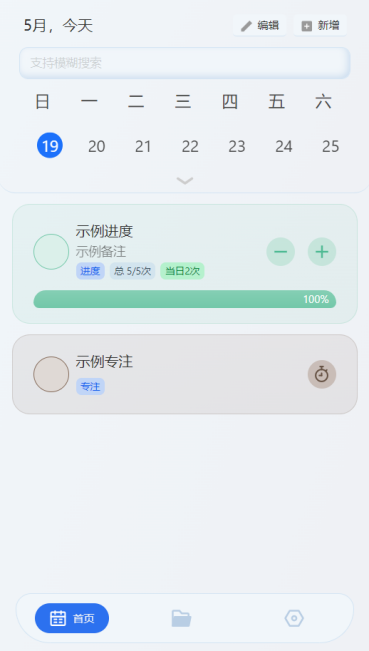 5月，今天
编辑
新增
支持模糊搜索
日 一 二 三 四 五 六
19 20 21 22 23 24 25
示例进度
示例备注
进度 总 5/5次 当日2次
100%
示例专注
专注
首页